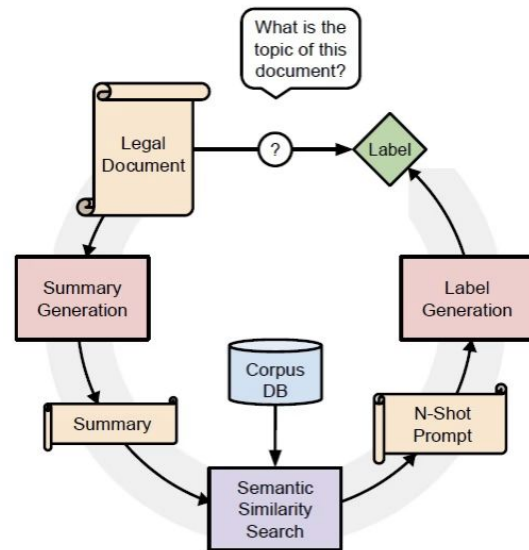 What is the
topic of this
document?
Legal
Document
?
Label
Summary
Generation
Label
Generation
Corpus
DB
Summary
N-Shot
Prompt
Semantic
Similarity
Search